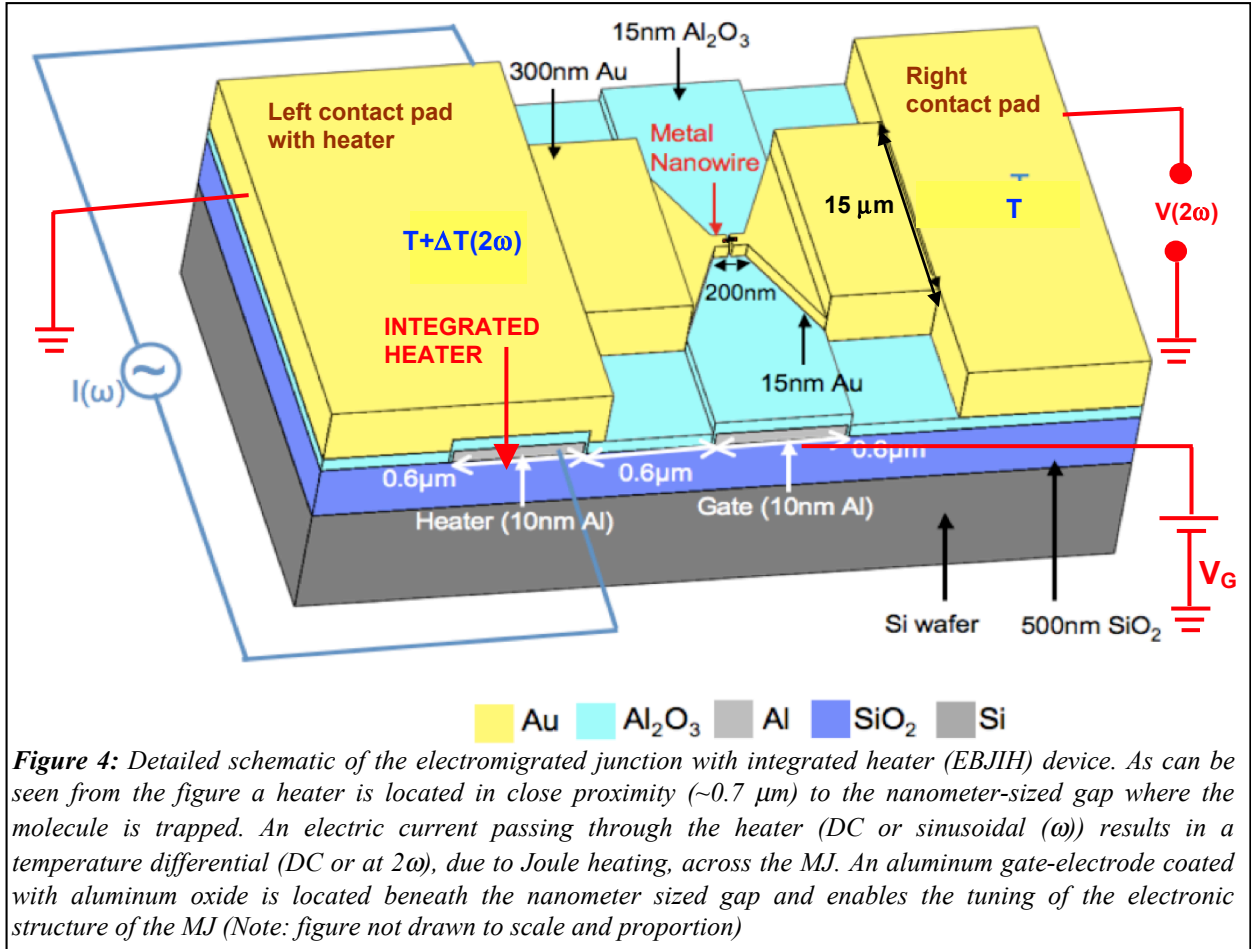 15nm Al₂O₃
300nm Au
Right
contact pad
Left contact pad
with heater
Metal
Nanowire
15 μm
T
V(2ω)
T+ΔT(2ω)
200nm
INTEGRATED
HEATER
15nm Au
I(ω)
0.6μm
0.6μm
0.6μm
Heater (10nm Al)
Gate (10nm Al)
V_G
Si wafer
500nm SiO₂
Au Al₂O₃ Al SiO₂ Si
Figure 4: Detailed schematic of the electromigrated junction with integrated heater (EBJIH) device. As can be
seen from the figure a heater is located in close proximity (~0.7 μm) to the nanometer-sized gap where the
molecule is trapped. An electric current passing through the heater (DC or sinusoidal (ω)) results in a
temperature differential (DC or at 2ω), due to Joule heating, across the MJ. An aluminum gate-electrode coated
with aluminum oxide is located beneath the nanometer sized gap and enables the tuning of the electronic
structure of the MJ (Note: figure not drawn to scale and proportion)